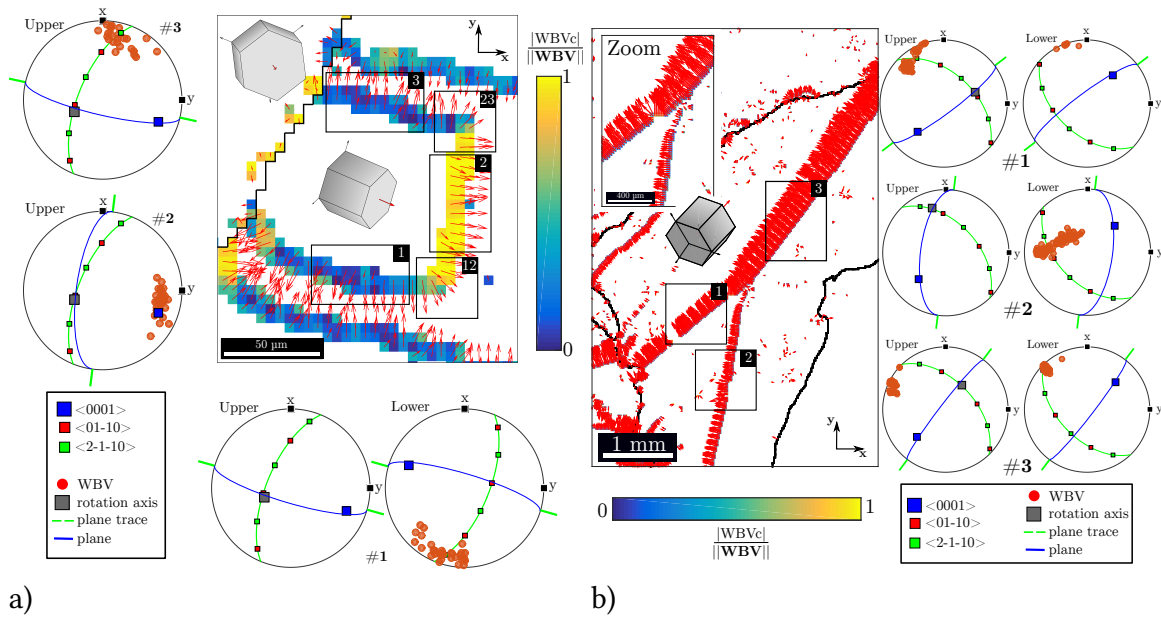 Upper
x
#3
y
y
x
|WBVc|
||WBV||
1
0
3
23
2
1
12
50 µm
Upper
x
#2
y
<0001>
<01-10>
<2-1-10>
WBV
rotation axis
plane trace
plane
Upper
x
y
Lower
x
y
#1
a)
Zoom
400 µm
3
1
2
1 mm
y
x
0
1
|WBVc|
||WBV||
Upper
x
y
Lower
x
y
#1
Upper
x
y
Lower
x
y
#2
Upper
x
y
Lower
x
y
#3
<0001>
<01-10>
<2-1-10>
WBV
rotation axis
plane trace
plane
b)